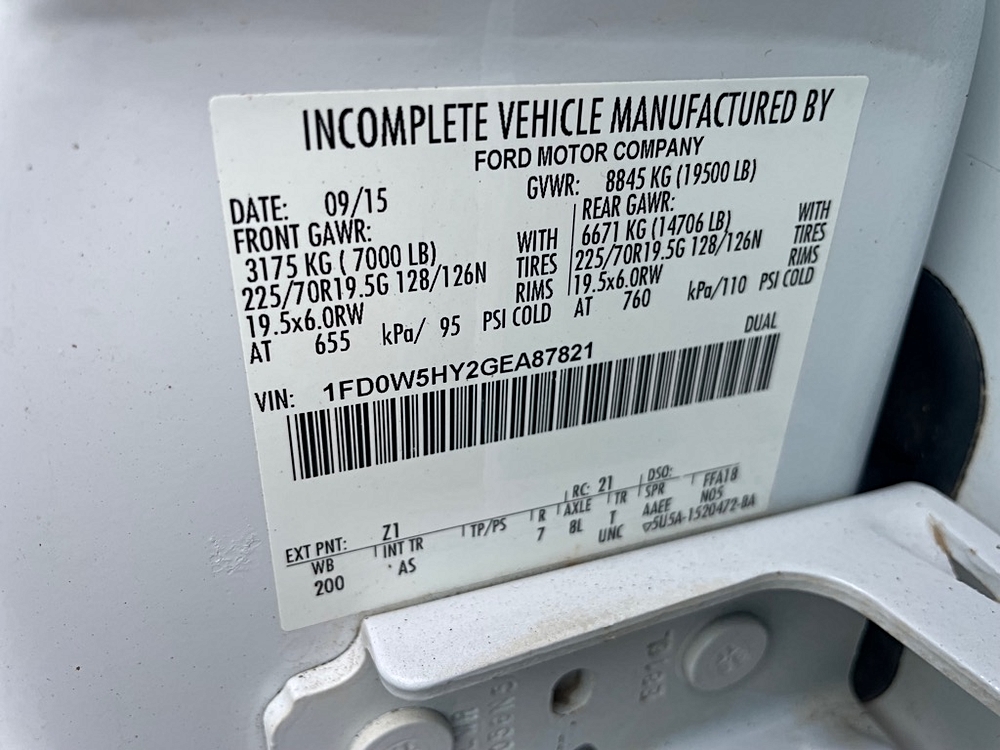 INCOMPLETE VEHICLE MANUFACTURED BY
FORD MOTOR COMPANY
DATE: 09/15
GVWR: 8845 KG (19500 LB)
FRONT GAWR:
3175 KG ( 7000 LB) WITH
225/70R19.5G 128/126N TIRES
19.5x6.0RW RIMS
AT 655 kPa/ 95 PSI COLD
REAR GAWR:
6671 KG (14706 LB) WITH
225/70R19.5G 128/126N TIRES
19.5x6.0RW RIMS
AT 760 kPa/110 PSI COLD
DUAL
VIN: 1FD0W5HY2GEA87821
EXT PNT: Z1 RC: 21 DSO: FFA18
WB INT TR TP/PS R AXLE TR SPR N05
200 AS 7 8L T AAEE
UNC 5U5A-1520472-BA